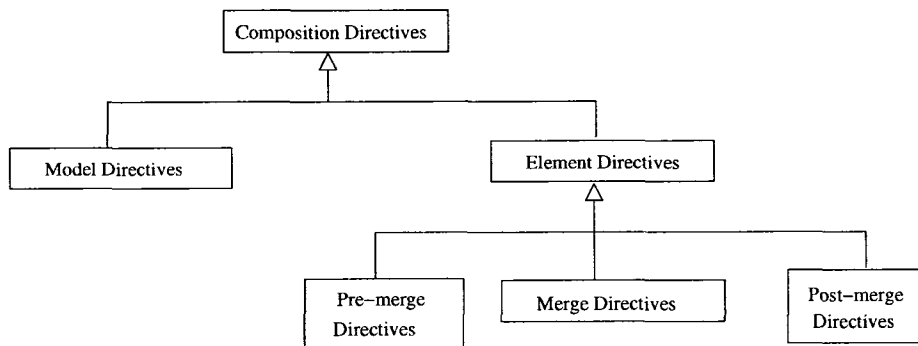 Composition Directives
Model Directives
Element Directives
Pre-merge
Directives
Merge Directives
Post-merge
Directives